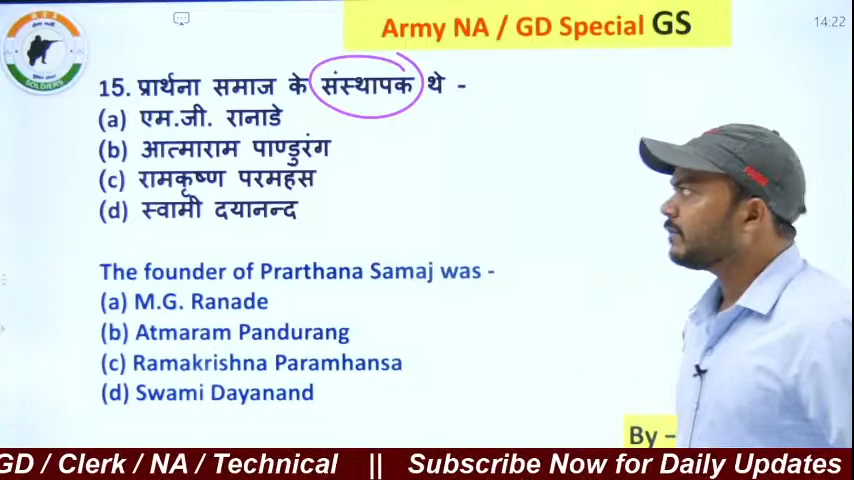 Army NA / GD Special GS
14:22
SOLDIERS
15. प्रार्थना समाज के संस्थापक थे -
(a) एम.जी. रानाडे
(b) आत्माराम पाण्डुरंग
(c) रामकृष्ण परमहंस
(d) स्वामी दयानन्द
The founder of Prarthana Samaj was -
(a) M.G. Ranade
(b) Atmaram Pandurang
(c) Ramakrishna Paramhansa
(d) Swami Dayanand
By -
GD / Clerk / NA / Technical || Subscribe Now for Daily Updates